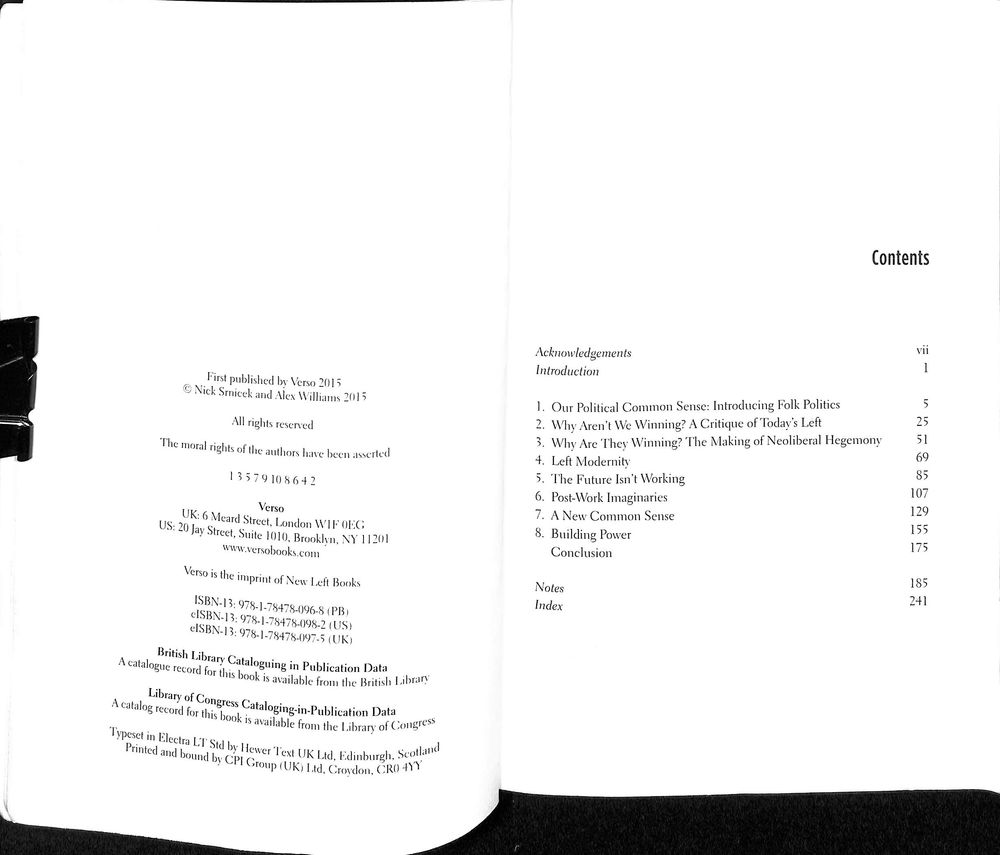 First published by Verso 2015
© Nick Srnicek and Alex Williams 2015
All rights reserved
The moral rights of the authors have been asserted
1 3 5 7 9 10 8 6 4 2
Verso
UK: 6 Meard Street, London W1F 0EG
US: 20 Jay Street, Suite 1010, Brooklyn, NY 11201
www.versobooks.com
Verso is the imprint of New Left Books
ISBN-13: 978-1-78478-096-8 (PB)
eISBN-13: 978-1-78478-098-2 (US)
eISBN-13: 978-1-78478-097-5 (UK)
British Library Cataloguing in Publication Data
A catalogue record for this book is available from the British Library
Library of Congress Cataloging-in-Publication Data
A catalog record for this book is available from the Library of Congress
Typeset in Electra LT Std by Hewer Text UK Ltd, Edinburgh, Scotland
Printed and bound by CPI Group (UK) Ltd, Croydon, CR0 4YY
Contents
Acknowledgements vii
Introduction 1
1. Our Political Common Sense: Introducing Folk Politics 5
2. Why Aren't We Winning? A Critique of Today's Left 25
3. Why Are They Winning? The Making of Neoliberal Hegemony 51
4. Left Modernity 69
5. The Future Isn't Working 85
6. Post-Work Imaginaries 107
7. A New Common Sense 129
8. Building Power 155
Conclusion 175
Notes 185
Index 241